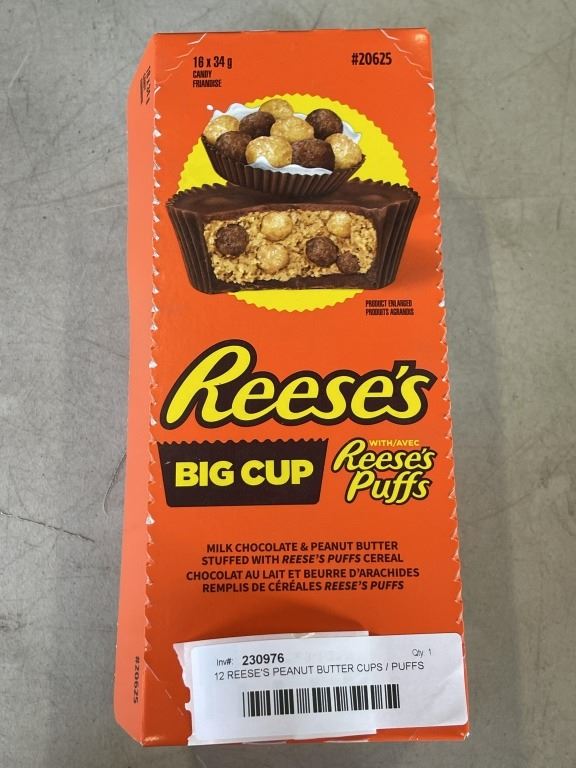 16 x 34 g
CANDY
FRIANDISE
#20625
PRODUCT ENLARGED
PRODUITS AGRANDIS
Reese's
BIG CUP
WITH/AVEC
Reese's
Puffs
MILK CHOCOLATE & PEANUT BUTTER
STUFFED WITH REESE'S PUFFS CEREAL
CHOCOLAT AU LAIT ET BEURRE D'ARACHIDES
REMPLIS DE CÉRÉALES REESE'S PUFFS
#20625
Inv#: 230976
Qty: 1
12 REESE'S PEANUT BUTTER CUPS / PUFFS